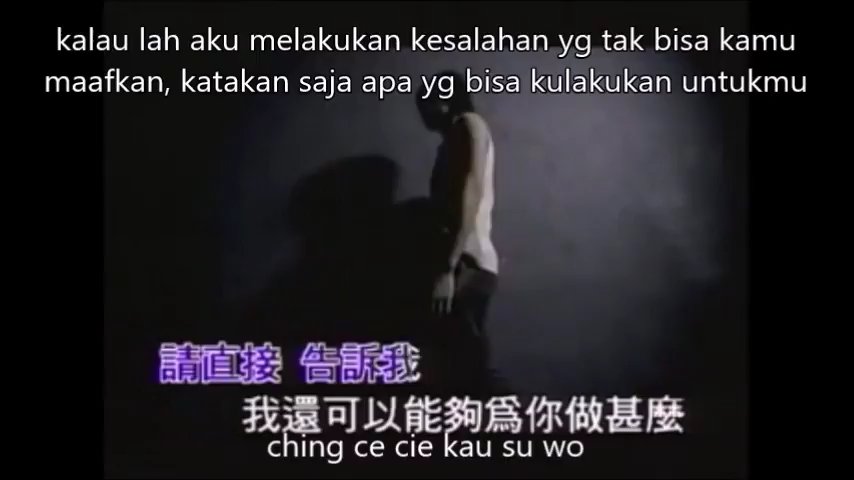 kalau lah aku melakukan kesalahan yg tak bisa kamu
maafkan, katakan saja apa yg bisa kulakukan untukmu
請直接 告訴我
我還可以能夠為你做甚麼
ching ce cie kau su wo